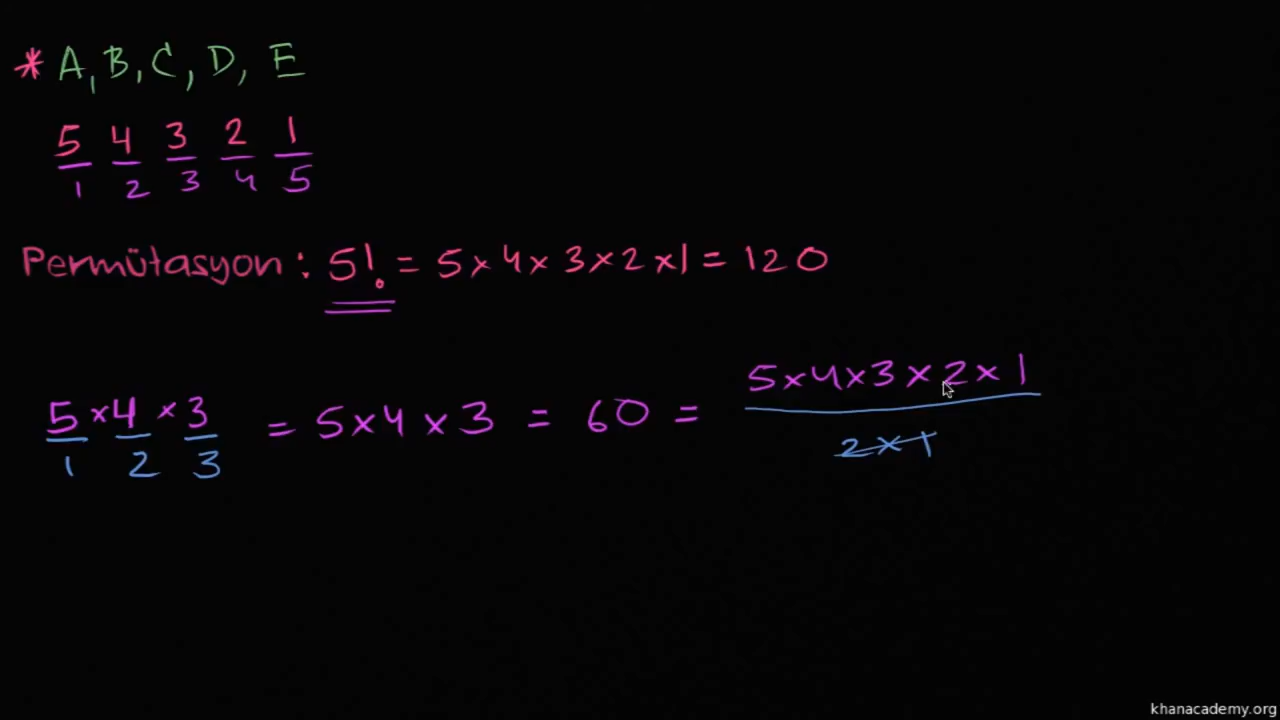 * A, B, C, D, E
5 4 3 2 1
1 2 3 4 5
Permütasyon : 5! = 5 x 4 x 3 x 2 x 1 = 120
5 x 4 x 3 = 5 x 4 x 3 = 60 = 5 x 4 x 3 x 2 x 1
1 2 3 2 x 1
khanacademy.org